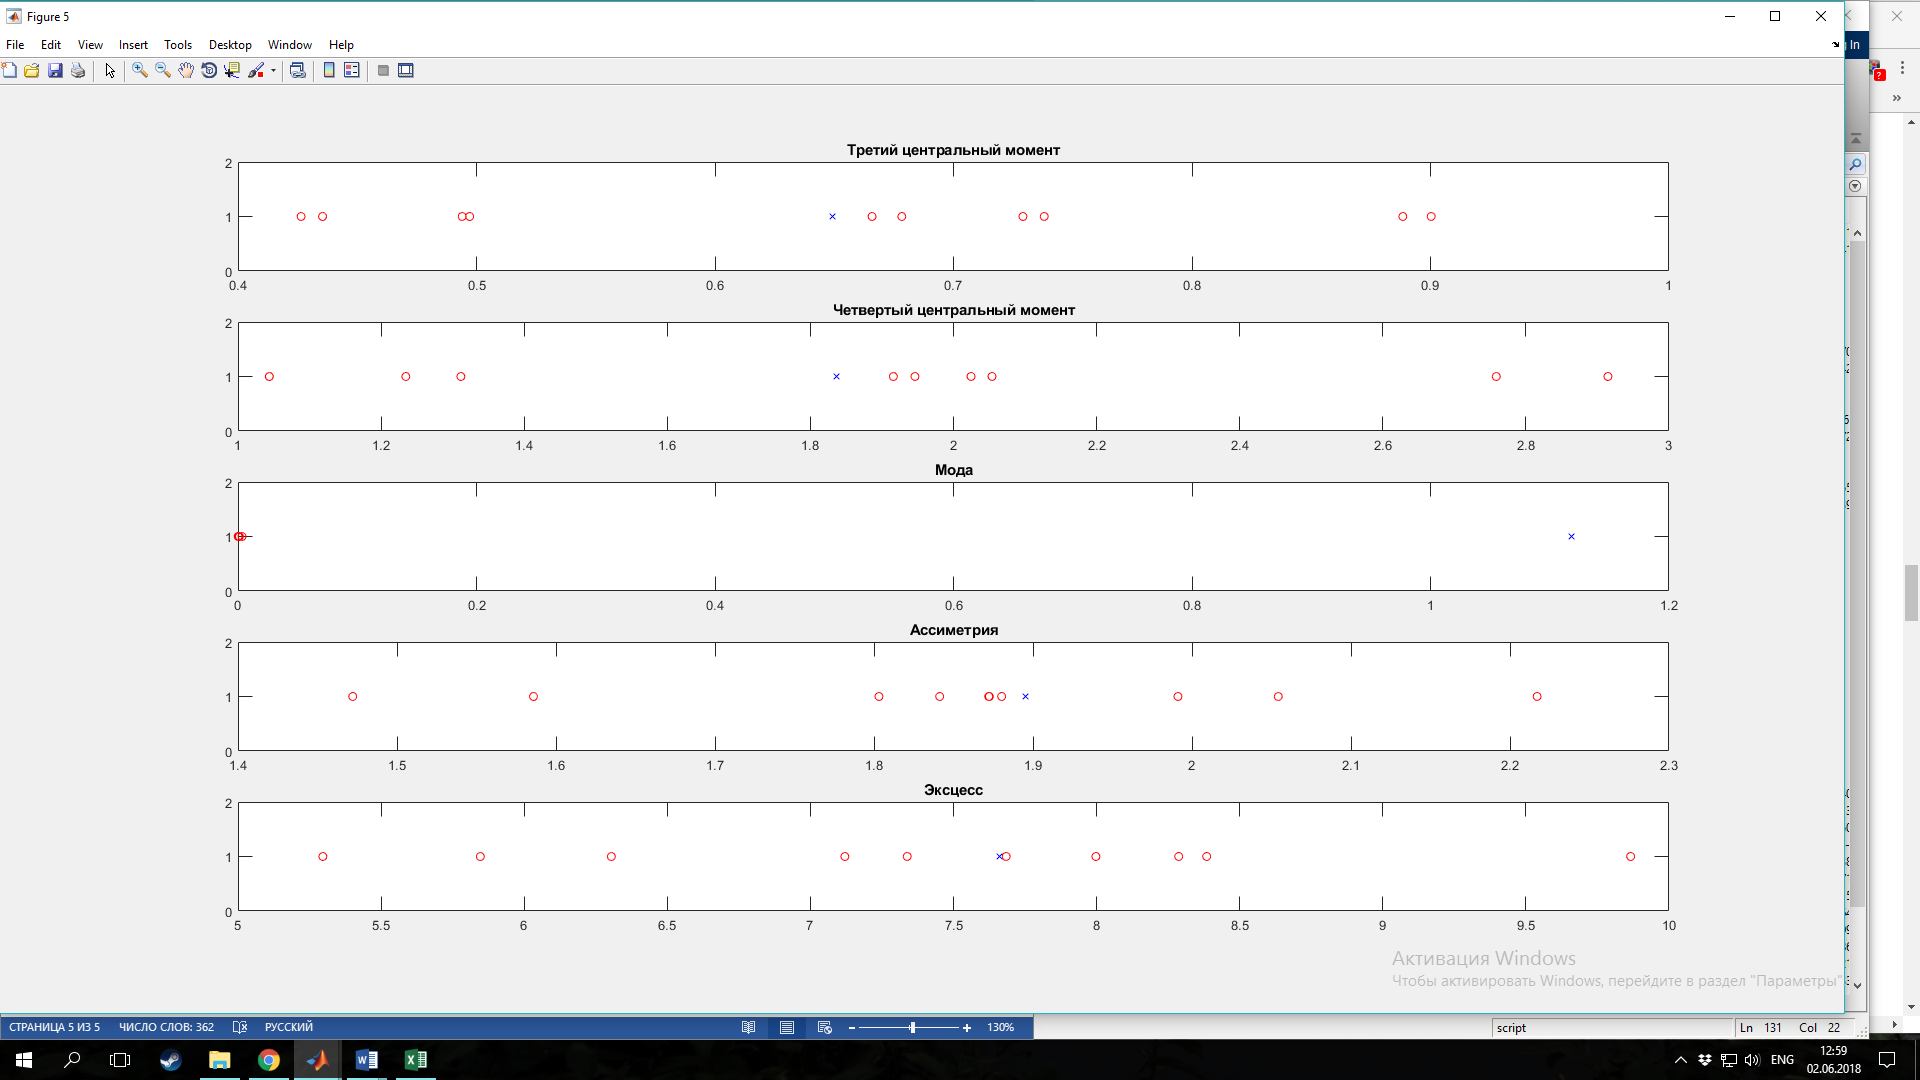 Figure 5
File Edit View Insert Tools Desktop Window Help
In
Третий центральный момент
2
1
0
0.4 0.5 0.6 0.7 0.8 0.9 1
Четвертый центральный момент
2
1
0
1 1.2 1.4 1.6 1.8 2 2.2 2.4 2.6 2.8 3
Мода
2
1
0
0 0.2 0.4 0.6 0.8 1 1.2
Ассиметрия
2
1
0
1.4 1.5 1.6 1.7 1.8 1.9 2 2.1 2.2 2.3
Эксцесс
2
1
0
5 5.5 6 6.5 7 7.5 8 8.5 9 9.5 10
Активация Windows
Чтобы активировать Windows, перейдите в раздел "Параметры"
СТРАНИЦА 5 ИЗ 5 ЧИСЛО СЛОВ: 362 РУССКИЙ 130% script Ln 131 Col 22
ENG 12:59
02.06.2018